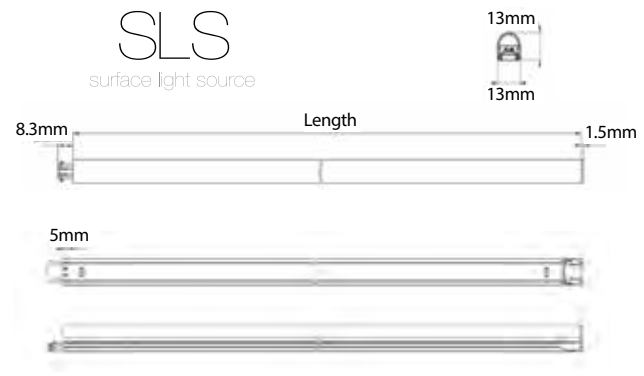 SLS
surface light source
13mm
13mm
Length
8.3mm
1.5mm
5mm